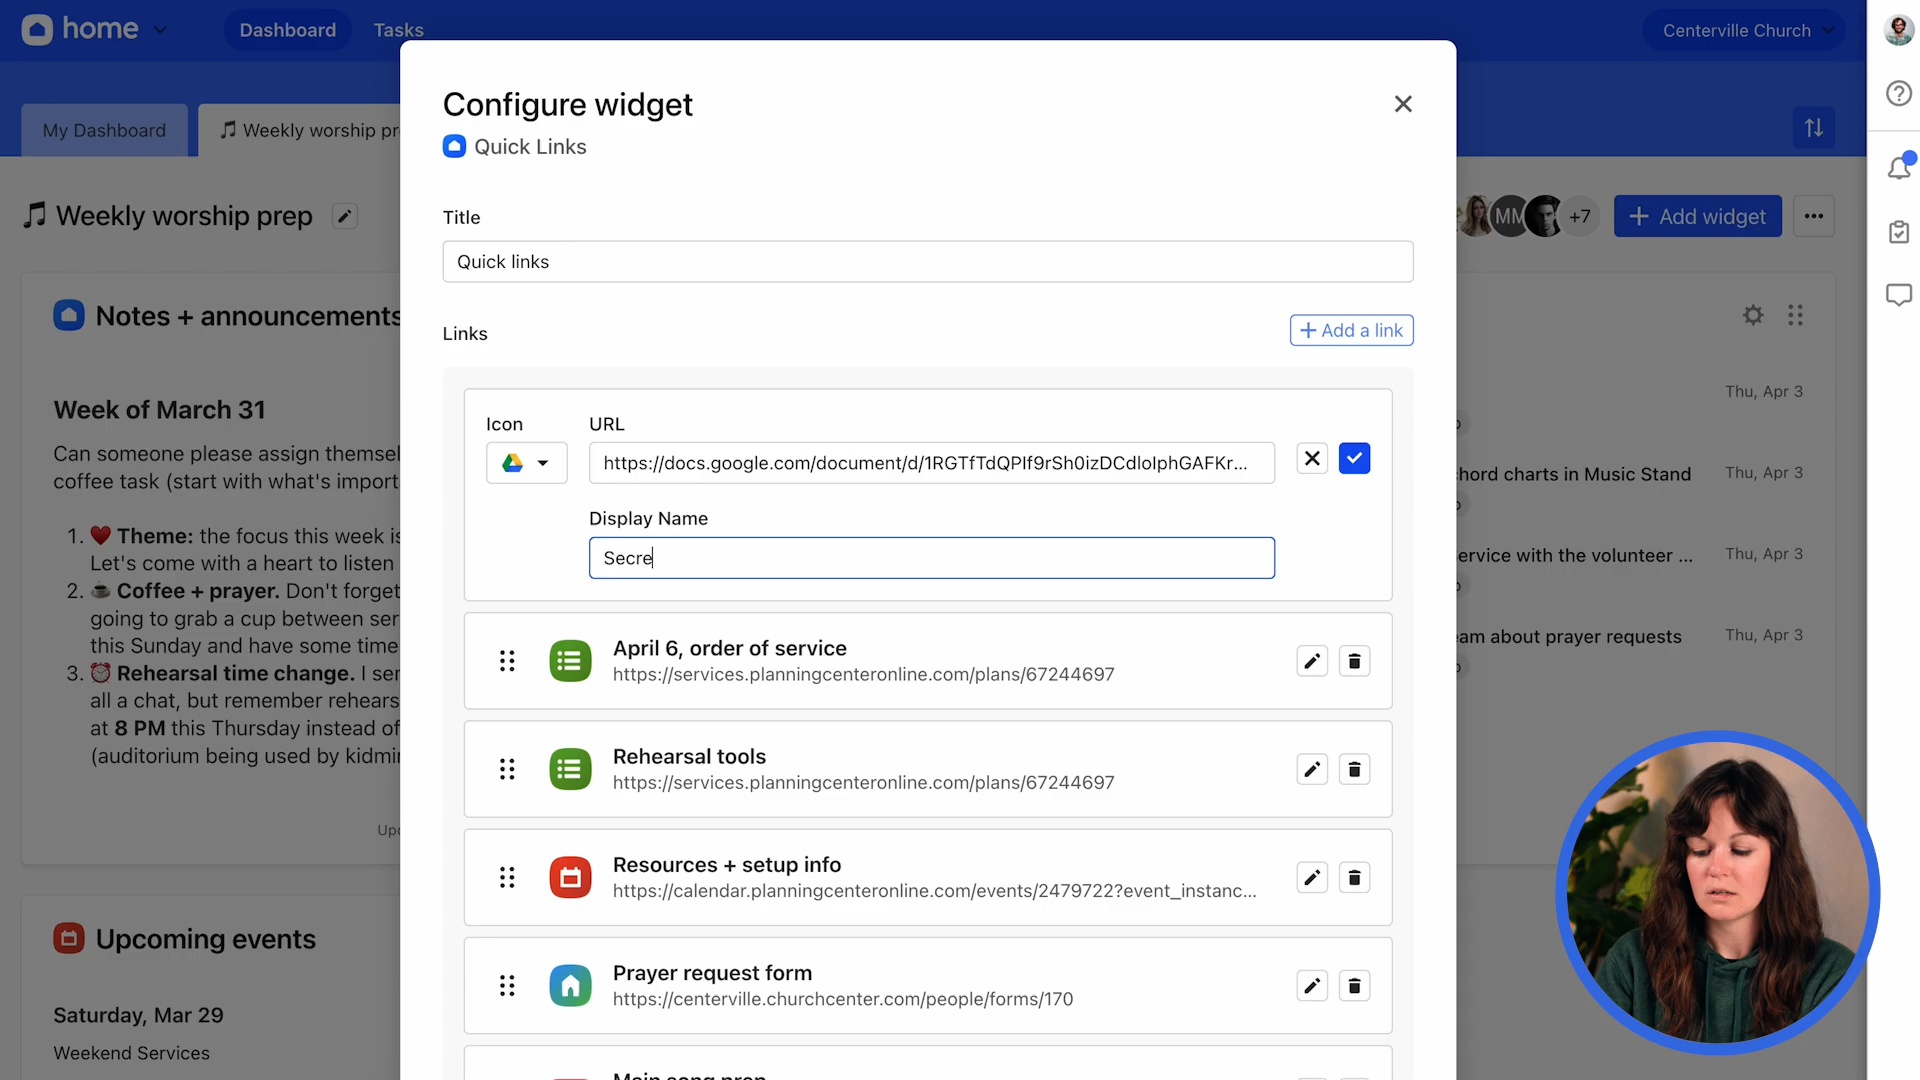 home
Dashboard
Tasks
Centerville Church
My Dashboard
Weekly worship pr
Weekly worship prep
MM
+7
Add widget
Notes + announcements
Week of March 31
Can someone please assign themsel
coffee task (start with what's import
1. ❤️ Theme: the focus this week is
Let's come with a heart to listen
2. ☕ Coffee + prayer. Don't forget
going to grab a cup between ser
this Sunday and have some time
3. ⏰ Rehearsal time change. I sen
all a chat, but remember rehears
at 8 PM this Thursday instead of
(auditorium being used by kidmin
Upcoming events
Saturday, Mar 29
Weekend Services
Configure widget
Quick Links
Title
Quick links
Links
+ Add a link
Icon
URL
https://docs.google.com/document/d/1RGTfTdQPIf9rSh0izDCdloIphGAFKr...
Display Name
Secre
April 6, order of service
https://services.planningcenteronline.com/plans/67244697
Rehearsal tools
https://services.planningcenteronline.com/plans/67244697
Resources + setup info
https://calendar.planningcenteronline.com/events/2479722?event_instanc...
Prayer request form
https://centerville.churchcenter.com/people/forms/170
Main song prep
Thu, Apr 3
hord charts in Music Stand
Thu, Apr 3
ervice with the volunteer ...
Thu, Apr 3
eam about prayer requests
Thu, Apr 3